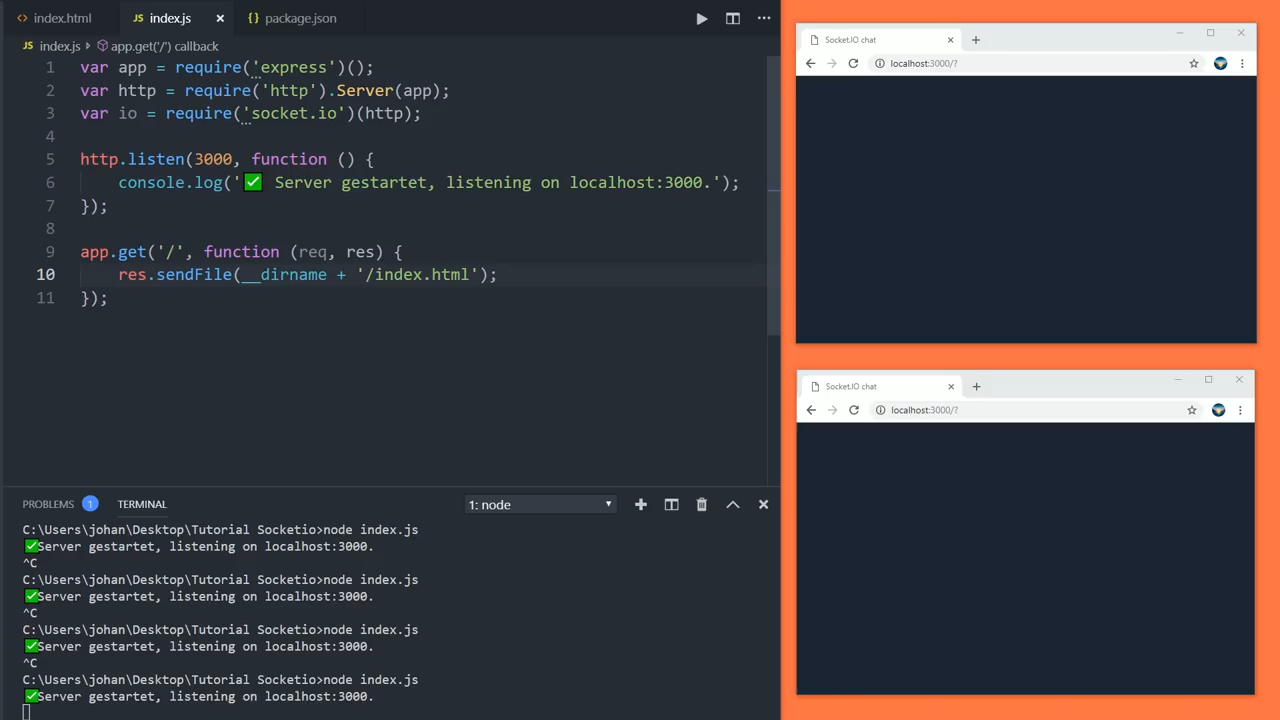 index.html
index.js
package.json
index.js
app.get('/') callback
1 var app = require('express')();
2 var http = require('http').Server(app);
3 var io = require('socket.io')(http);
4
5 http.listen(3000, function () {
6 console.log('✅ Server gestartet, listening on localhost:3000.');
7 });
8
9 app.get('/', function (req, res) {
10 res.sendFile(__dirname + '/index.html');
11 });
PROBLEMS 1 TERMINAL
1: node
C:\Users\johan\Desktop\Tutorial Socketio>node index.js
✅Server gestartet, listening on localhost:3000.
^C
C:\Users\johan\Desktop\Tutorial Socketio>node index.js
✅Server gestartet, listening on localhost:3000.
^C
C:\Users\johan\Desktop\Tutorial Socketio>node index.js
✅Server gestartet, listening on localhost:3000.
^C
C:\Users\johan\Desktop\Tutorial Socketio>node index.js
✅Server gestartet, listening on localhost:3000.
Socket.IO chat
localhost:3000/?
Socket.IO chat
localhost:3000/?